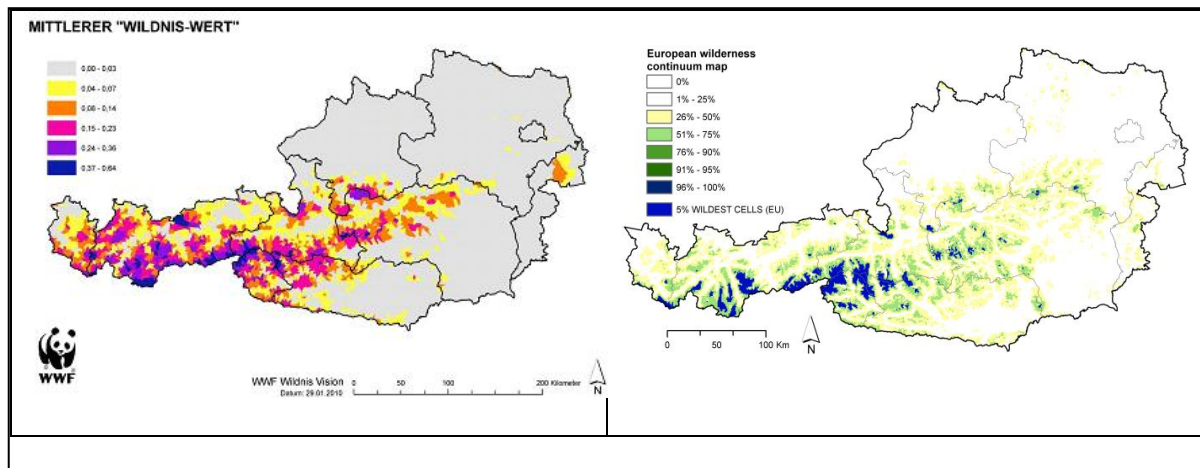 MITTLERER "WILDNIS-WERT"
0,00 - 0,03
0,04 - 0,07
0,08 - 0,14
0,15 - 0,23
0,24 - 0,36
0,37 - 0,64
WWF
WWF Wildnis Vision
Datum: 29.01.2010
0 50 100 200 Kilometer
N
European wilderness
continuum map
0%
1% - 25%
26% - 50%
51% - 75%
76% - 90%
91% - 95%
96% - 100%
5% WILDEST CELLS (EU)
0 50 100 Km
N